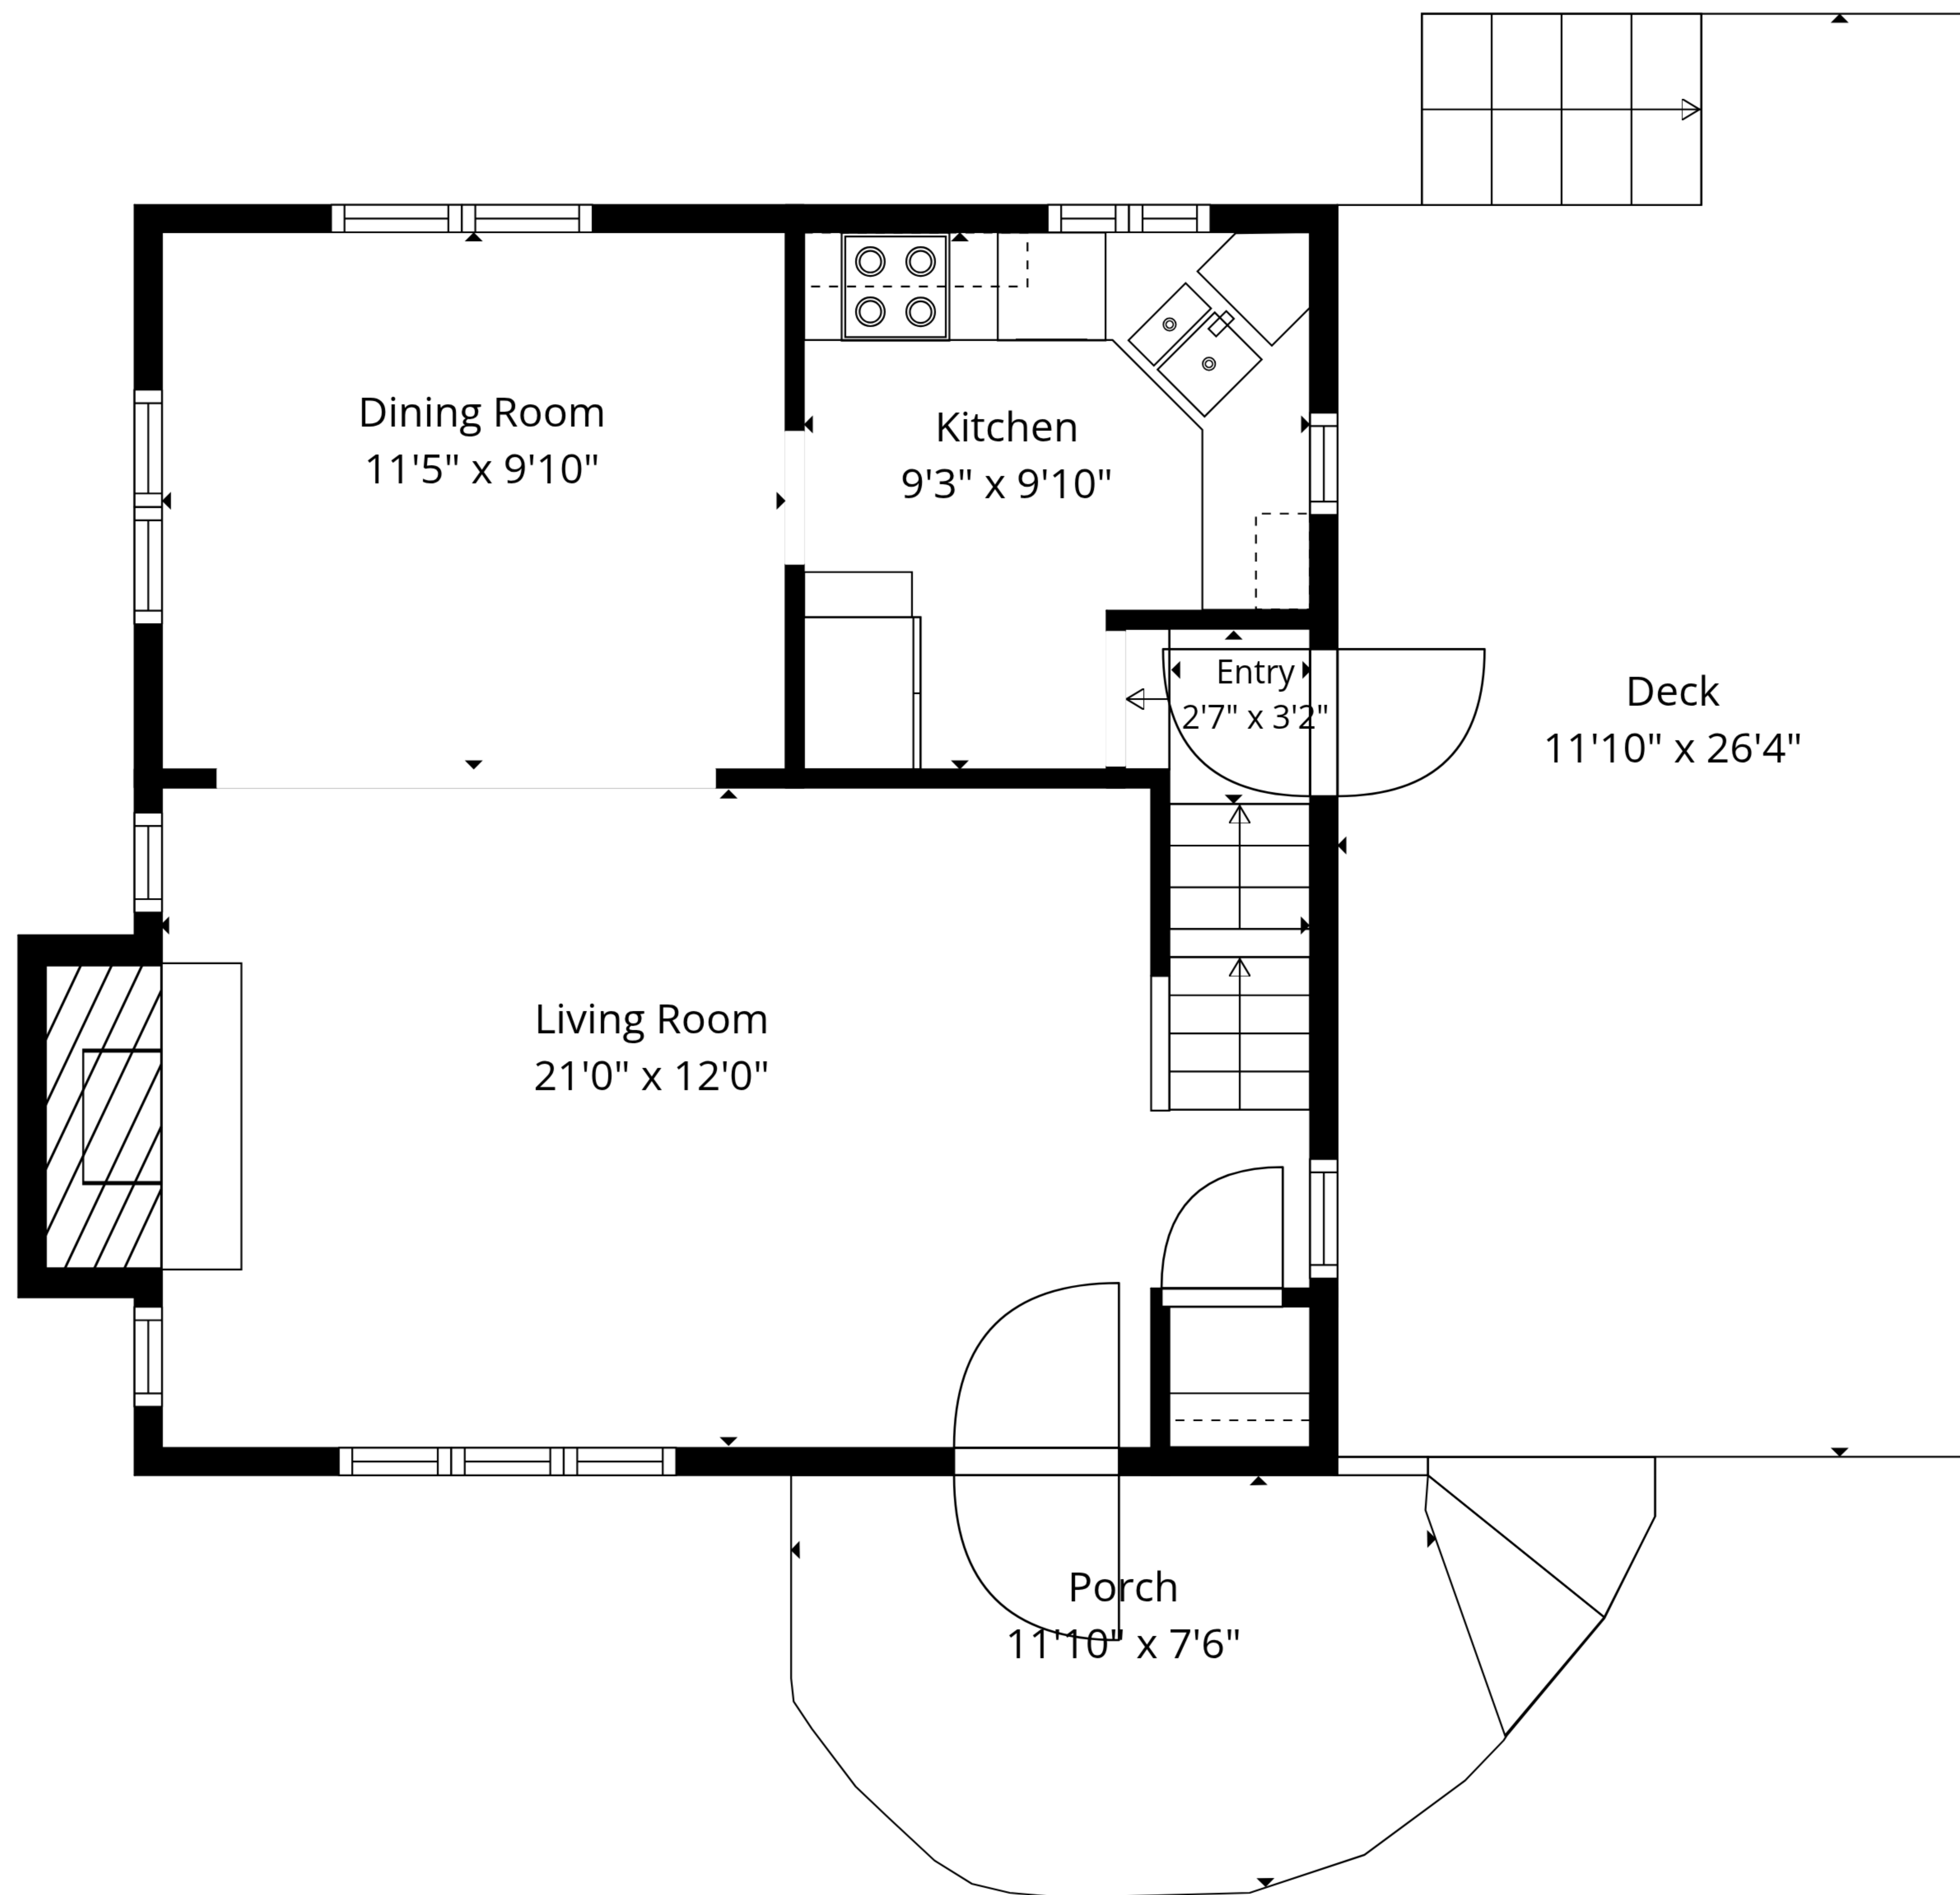 Dining Room
11'5" x 9'10"
Kitchen
9'3" x 9'10"
Entry
2'7" x 3'2"
Deck
11'10" x 26'4"
Living Room
21'0" x 12'0"
Porch
11'10" x 7'6"